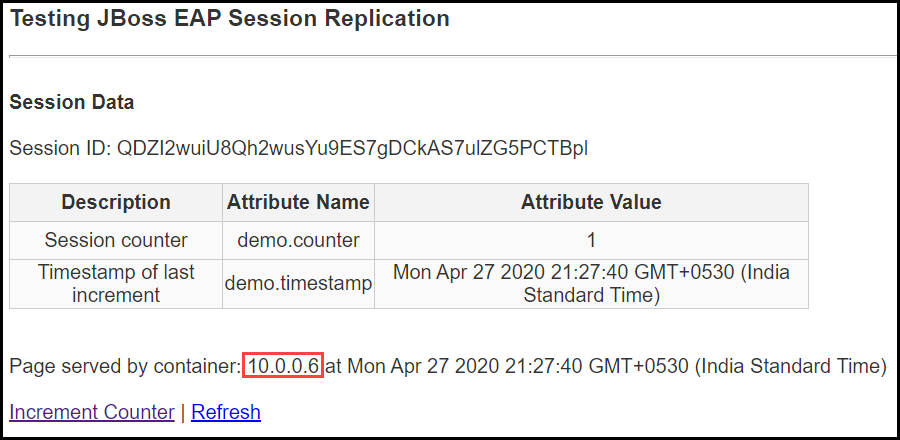 Testing JBoss EAP Session Replication
Session Data
Session ID: QDZI2wuiU8Qh2wusYu9ES7gDCkAS7ulZG5PCTBpl
Description Attribute Name Attribute Value
Session counter demo.counter 1
Timestamp of last increment demo.timestamp Mon Apr 27 2020 21:27:40 GMT+0530 (India Standard Time)
Page served by container: 10.0.0.6 at Mon Apr 27 2020 21:27:40 GMT+0530 (India Standard Time)
Increment Counter | Refresh